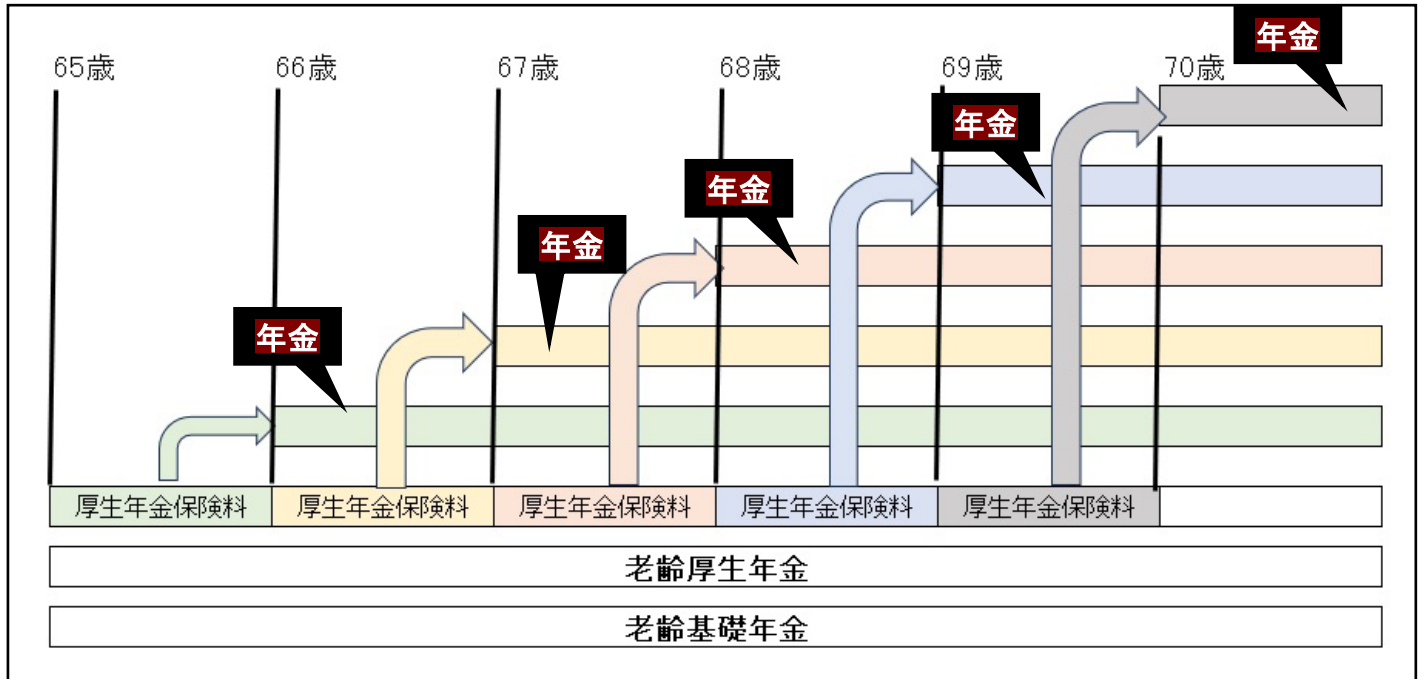 65歳
66歳
67歳
68歳
69歳
70歳
年金
年金
年金
年金
年金
厚生年金保険料
厚生年金保険料
厚生年金保険料
厚生年金保険料
厚生年金保険料
老齢厚生年金
老齢基礎年金